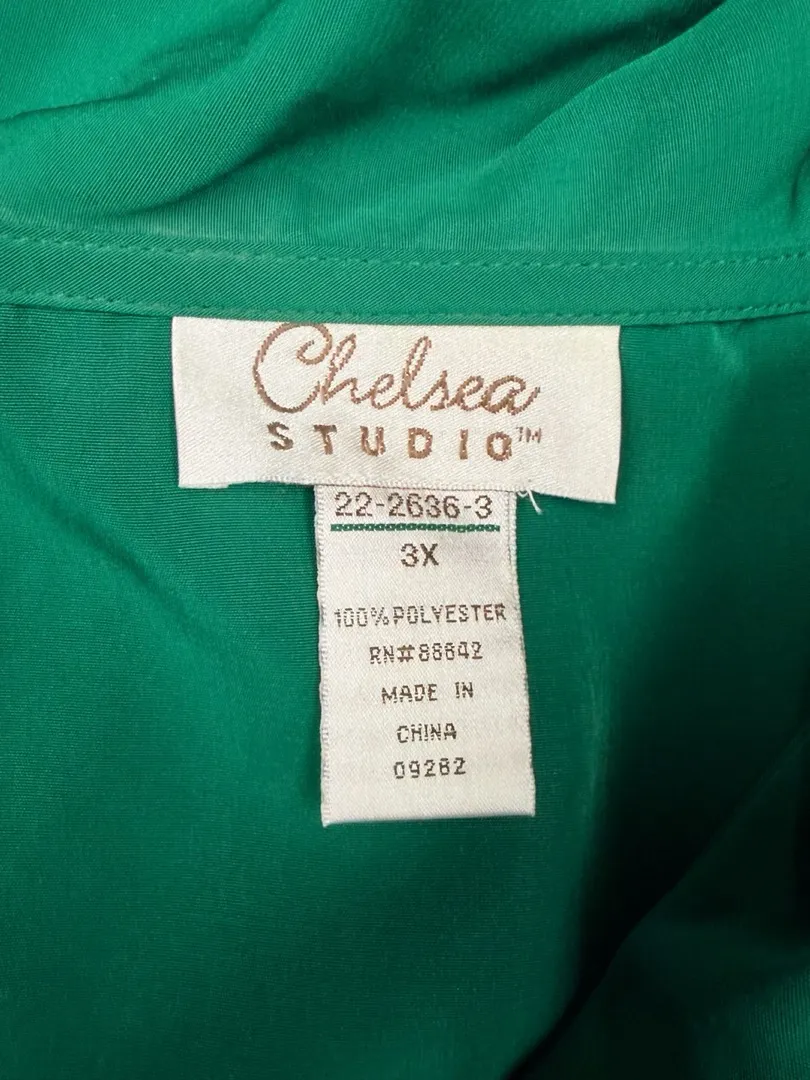 Chelsea
STUDIO™
22-2636-3
3X
100% POLYESTER
RN#88642
MADE IN
CHINA
09282